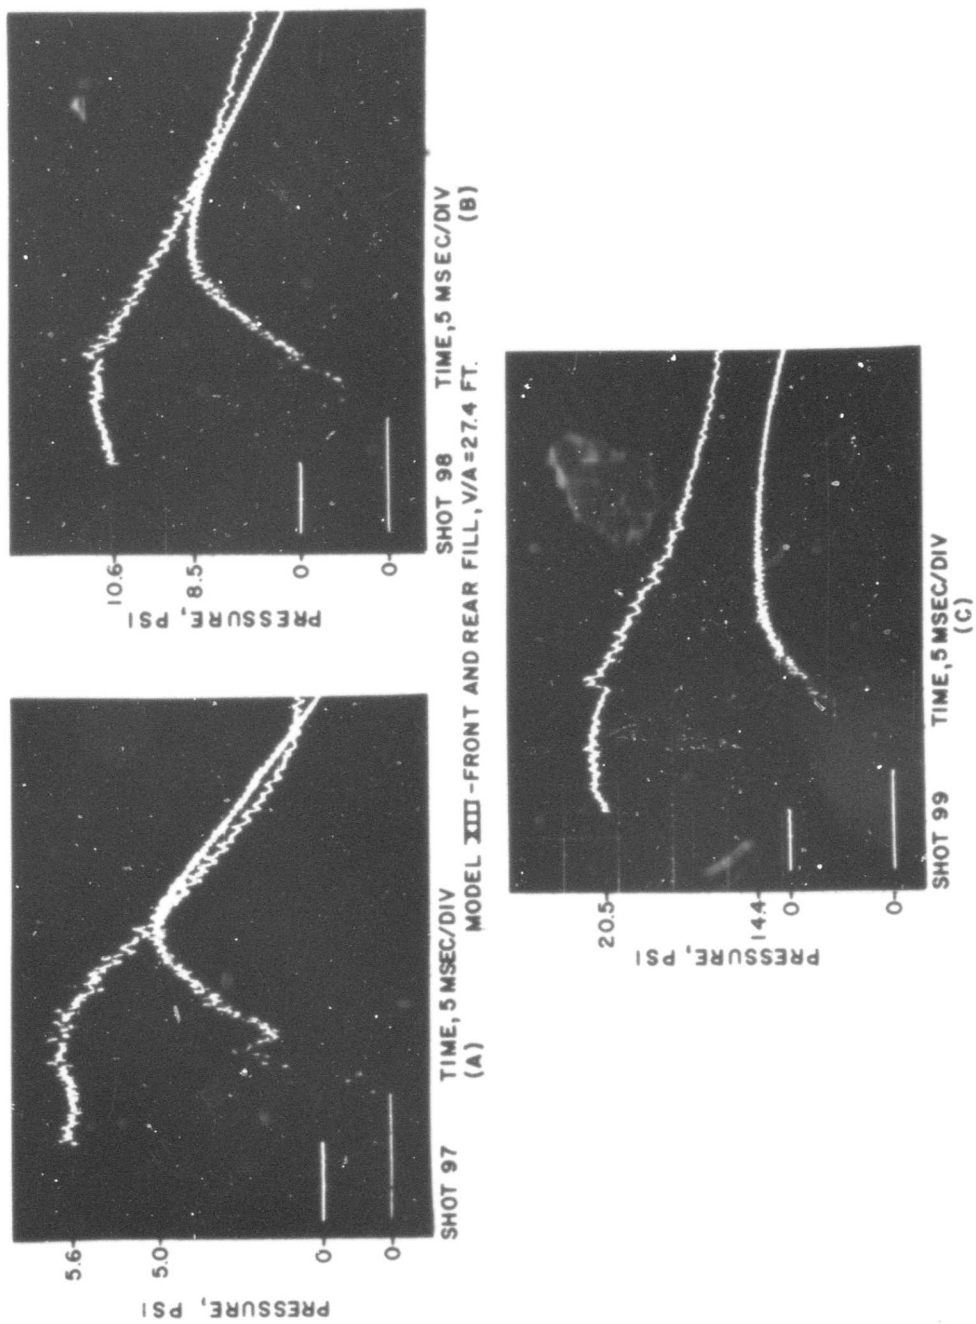 PRESSURE, PSI
5.6
5.0
0
0
SHOT 97 TIME, 5 MSEC/DIV
(A)
PRESSURE, PSI
10.6
8.5
0
0
SHOT 98 TIME, 5 MSEC/DIV
(B)
MODEL XIII-FRONT AND REAR FILL, V/A=27.4 FT.
PRESSURE, PSI
20.5
14.4
0
0
SHOT 99 TIME, 5 MSEC/DIV
(C)